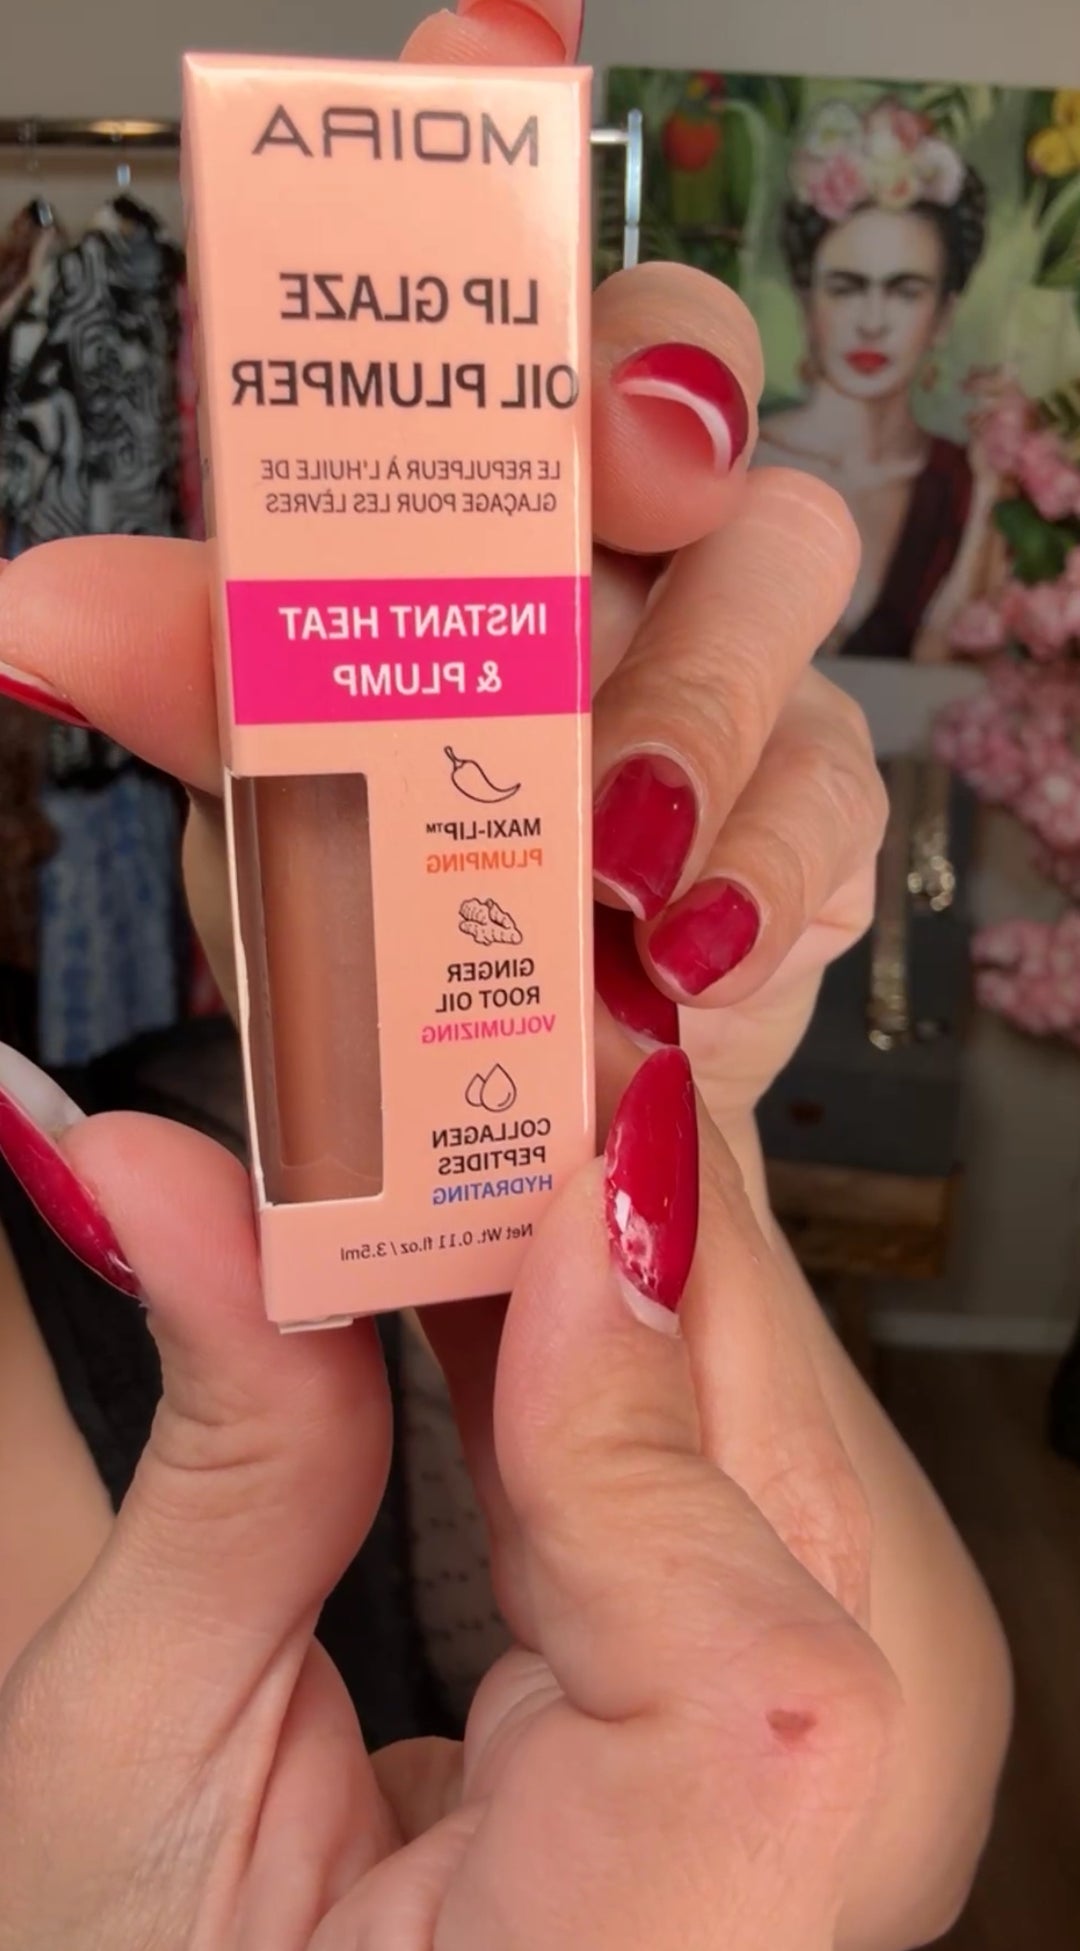 MOIRA
LIP GLAZE
OIL PLUMPER
LE REPULPEUR À L'HUILE DE
GLAÇAGE POUR LES LÈVRES
INSTANT HEAT
& PLUMP
MAXI-LIP™
PLUMPING
GINGER
ROOT OIL
VOLUMIZING
COLLAGEN
PEPTIDES
HYDRATING
Net Wt. 0.11 fl.oz / 3.5ml